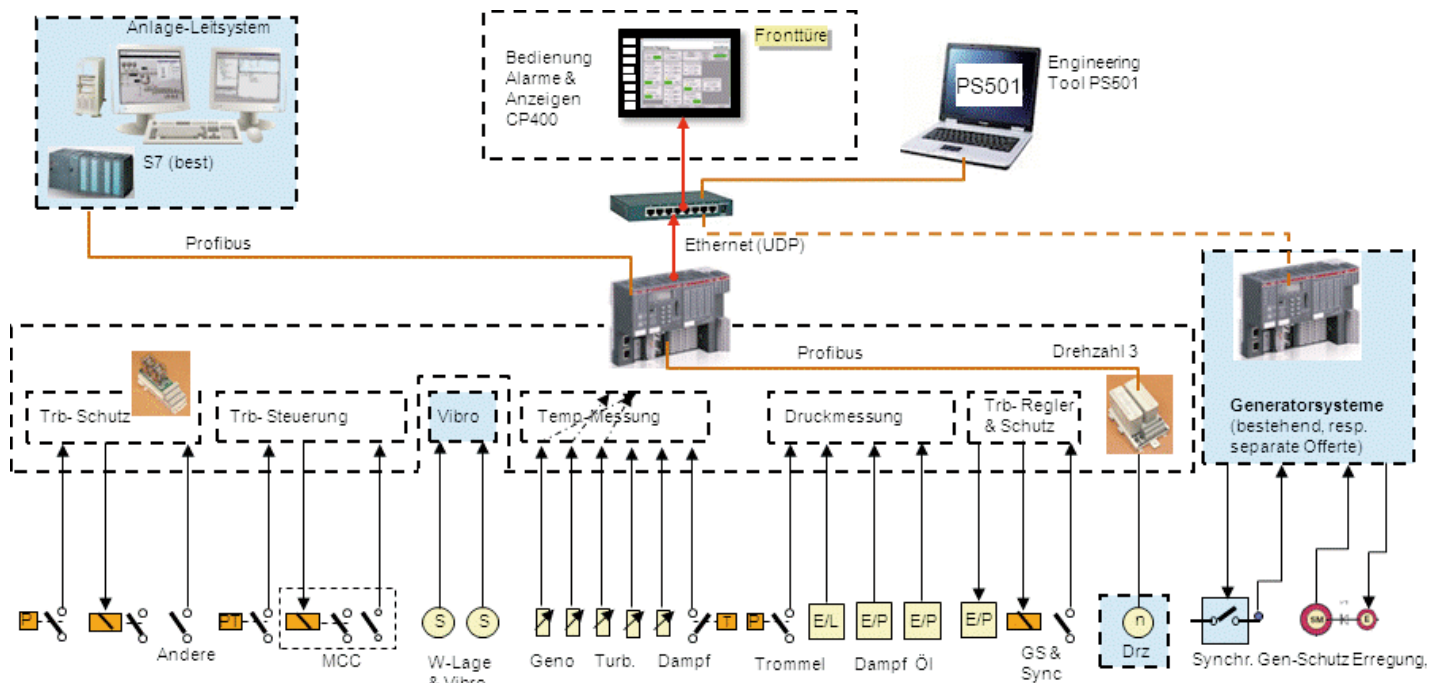 Anlage-Leitsystem
S7 (best)
Bedienung
Alarme &
Anzeigen
CP400
Fronttüre
PS501
Engineering
Tool PS501
Profibus
Ethernet (UDP)
Profibus
Drehzahl 3
Trb- Schutz
Trb- Steuerung
Vibro
Temp-Messung
Druckmessung
Trb- Regler
& Schutz
Generatorsysteme
(bestehend, resp.
separate Offerte)
P
PT
S
S
T
P
E/L
E/P
E/P
E/P
n
SM
E
Andere
MCC
W-Lage
& Vibro
Geno
Turb.
Dampf
Trommel
Dampf Öl
GS &
Sync
Drz
Synchr. Gen-Schutz Erregung,